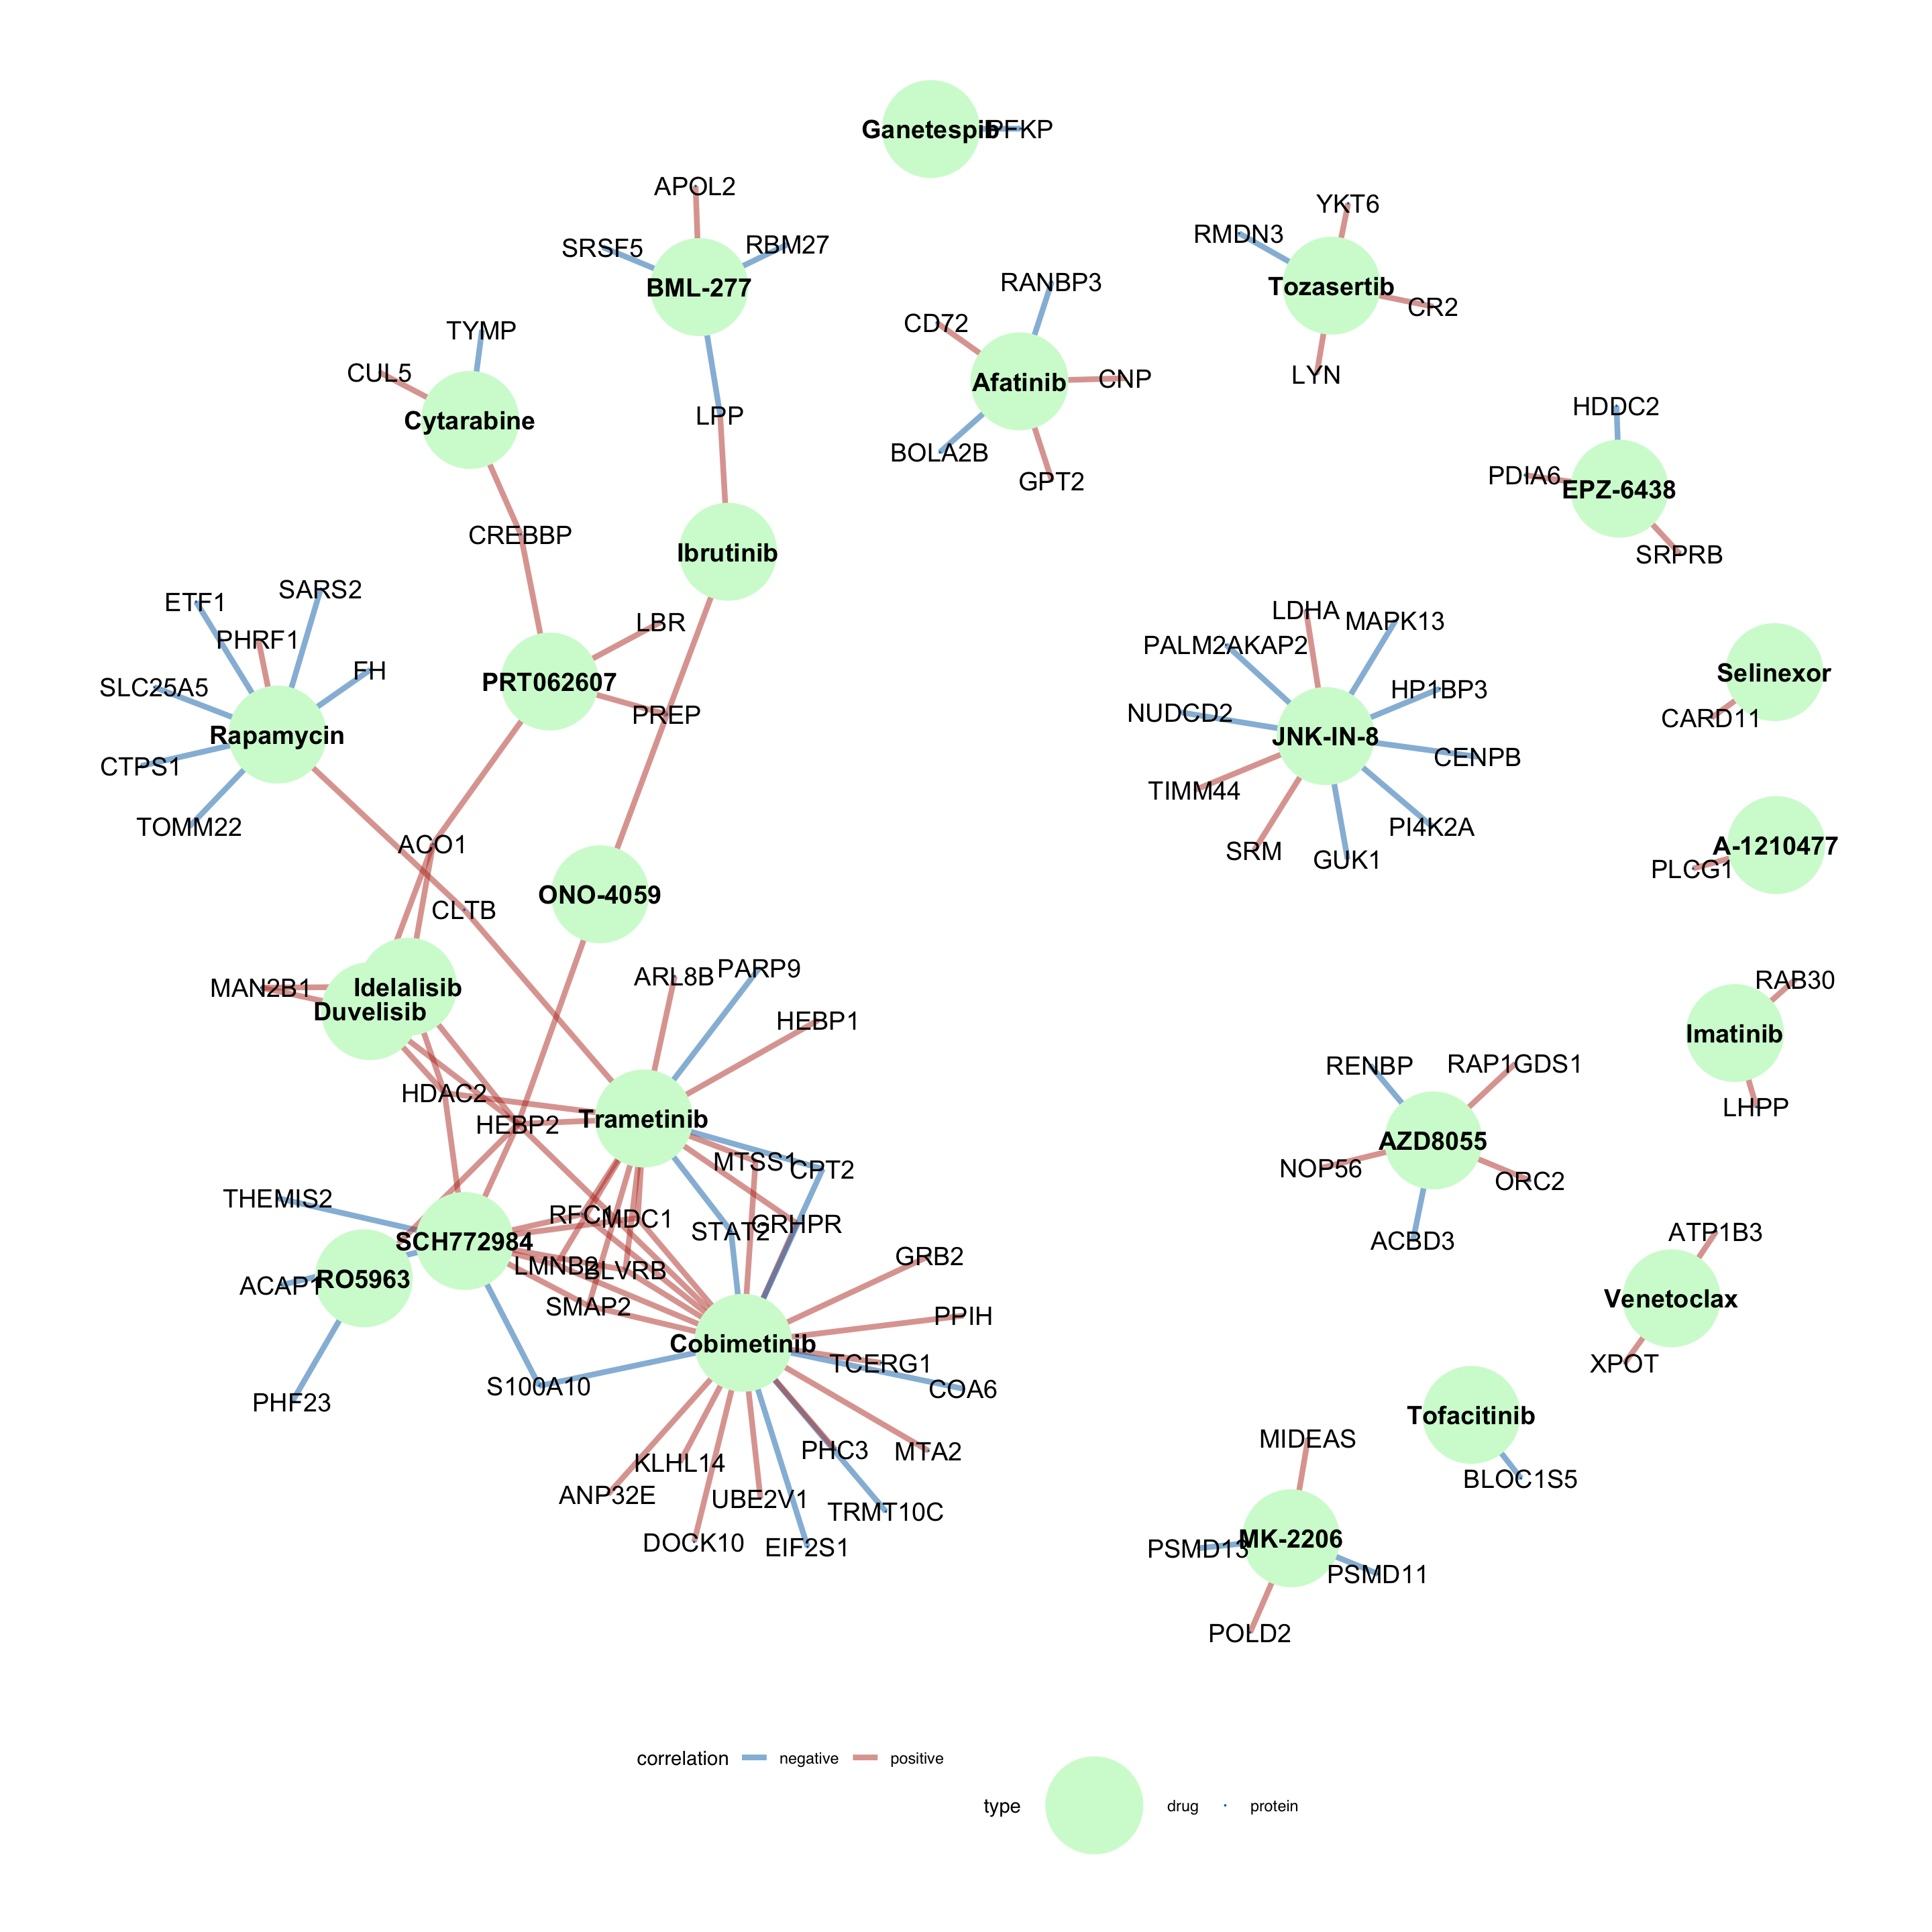 Ganetespib
PFKP
APOL2
SRSF5
RBM27
BML-277
YKT6
RMDN3
Tozasertib
CR2
LYN
RANBP3
CD72
Afatinib
CNP
BOLA2B
GPT2
TYMP
CUL5
Cytarabine
LPP
HDDC2
PDIA6
EPZ-6438
SRPRB
CREBBP
Ibrutinib
ETF1
SARS2
PHRF1
FH
SLC25A5
Rapamycin
CTPS1
TOMM22
LBR
PRT062607
PREP
LDHA
MAPK13
PALM2AKAP2
HP1BP3
NUDCD2
JNK-IN-8
CENPB
TIMM44
PI4K2A
SRM
GUK1
Selinexor
CARD11
A-1210477
PLCG1
ACO1
CLTB
ONO-4059
MAN2B1
Idelalisib
Duvelisib
ARL8B
PARP9
HEBP1
HDAC2
HEBP2
Trametinib
MTSS1
CPT2
RAB30
Imatinib
LHPP
RENBP
RAP1GDS1
AZD8055
NOP56
ORC2
ACBD3
THEMIS2
RFC1
MDC1
STAT2
GRHPR
SCH772984
LMNB2
BLVRB
ACAP1
RO5963
SMAP2
GRB2
PPIH
Cobimetinib
TCERG1
COA6
S100A10
PHF23
ATP1B3
Venetoclax
XPOT
KLHL14
PHC3
MTA2
ANP32E
UBE2V1
TRMT10C
DOCK10
EIF2S1
Tofacitinib
BLOC1S5
MIDEAS
MK-2206
PSMD13
PSMD11
POLD2
correlation negative positive
type drug protein